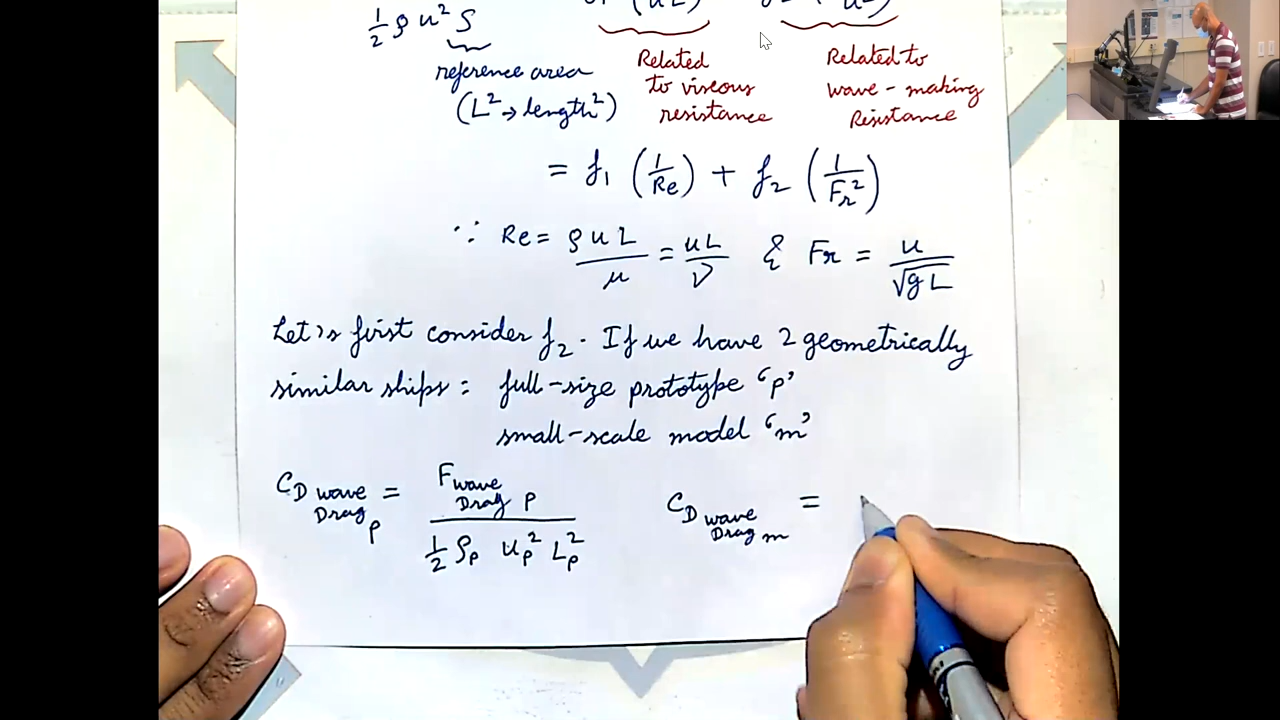 ½ ρ u² S
reference area
(L² → length²)
Related to viscous resistance
Related to wave-making Resistance
= f₁ (1/Re) + f₂ (1/Fr²)
∵ Re = ρuL/μ = uL/ν & Fr = u/√gL
Let's first consider f₂. If we have 2 geometrically
similar ships: full-size prototype 'p'
small-scale model 'm'
C_D wave Drag p = F wave Drag p / ½ ρp up² Lp²
C_D wave Drag m =